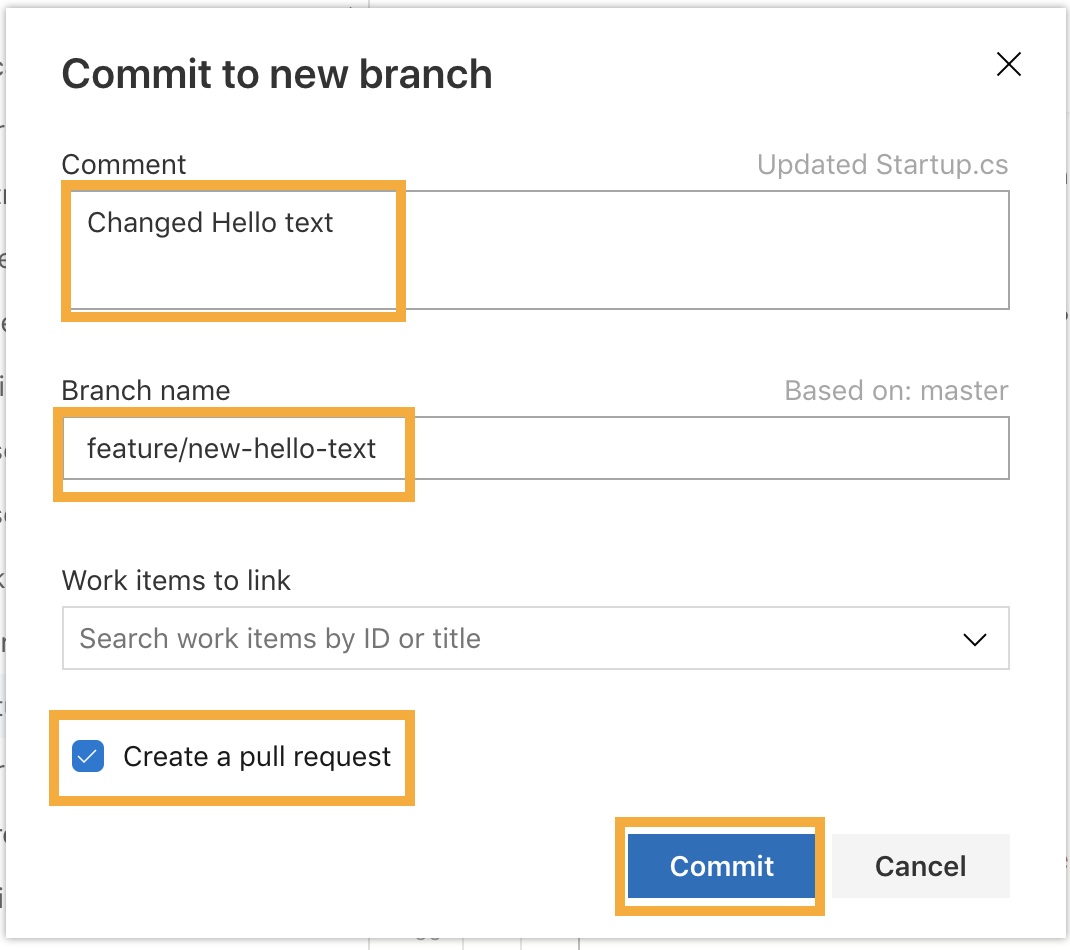 Commit to new branch
Comment
Updated Startup.cs
Changed Hello text
Branch name
Based on: master
feature/new-hello-text
Work items to link
Search work items by ID or title
Create a pull request
Commit
Cancel